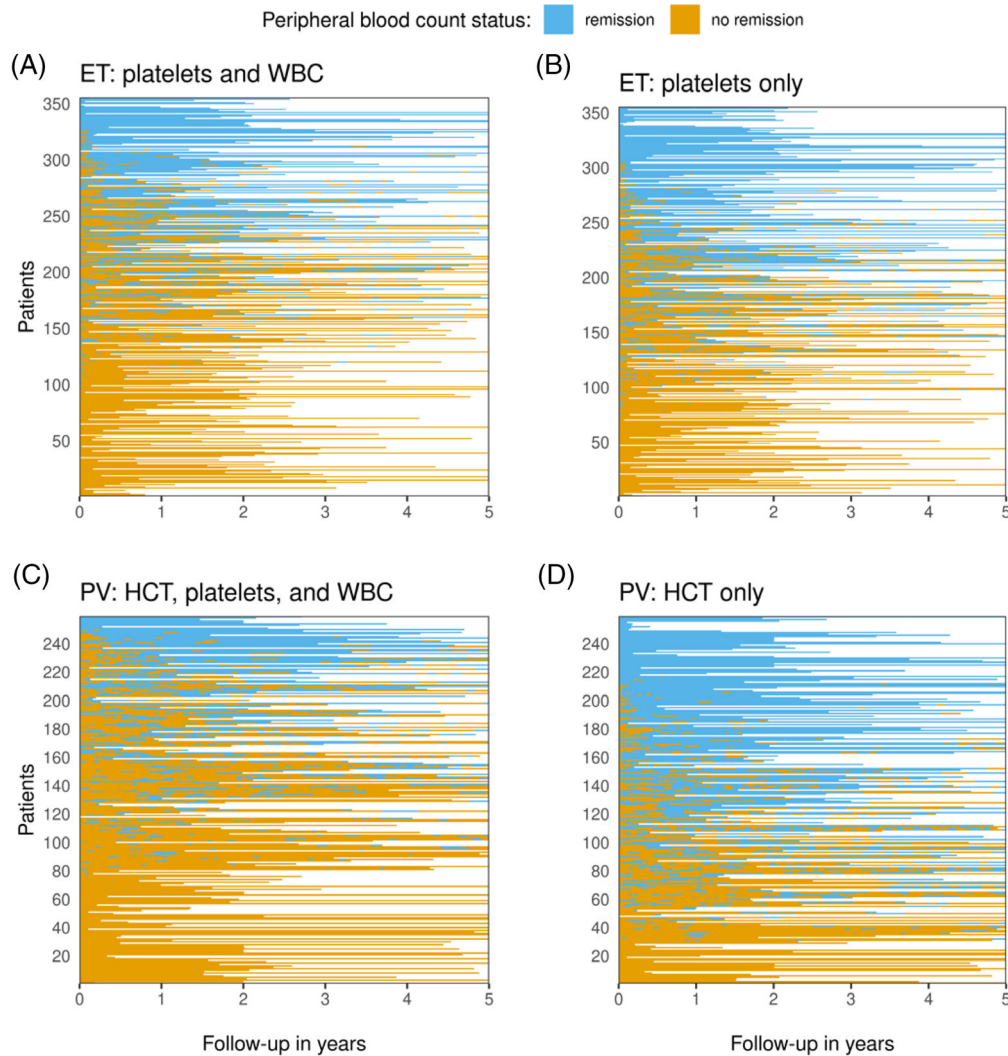 Peripheral blood count status: remission no remission
(A) ET: platelets and WBC
350
300
250
200
150
100
50
Patients
0 1 2 3 4 5
(B) ET: platelets only
350
300
250
200
150
100
50
0 1 2 3 4 5
(C) PV: HCT, platelets, and WBC
240
220
200
180
160
140
120
100
80
60
40
20
Patients
0 1 2 3 4 5
Follow-up in years
(D) PV: HCT only
240
220
200
180
160
140
120
100
80
60
40
20
0 1 2 3 4 5
Follow-up in years